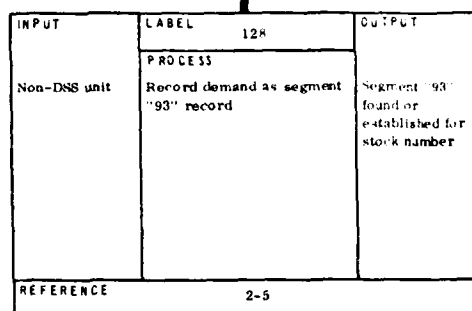 INPUT
LABEL
128
OUTPUT
PROCESS
Non-DSS unit
Record demand as segment
"93" record
Segment "93"
found or
established for
stock number
REFERENCE
2-5